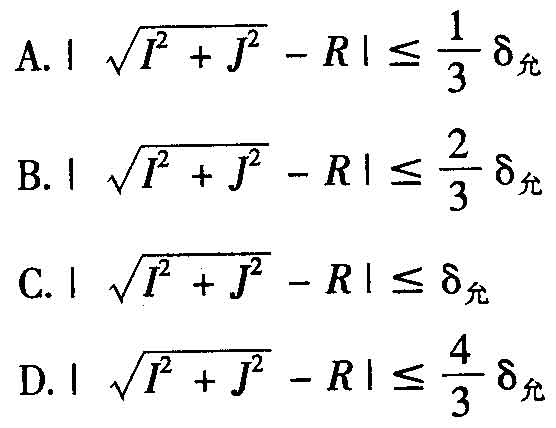 A. | √(I² + J²) − R | ≤ 1/3 δ允
B. | √(I² + J²) − R | ≤ 2/3 δ允
C. | √(I² + J²) − R | ≤ δ允
D. | √(I² + J²) − R | ≤ 4/3 δ允